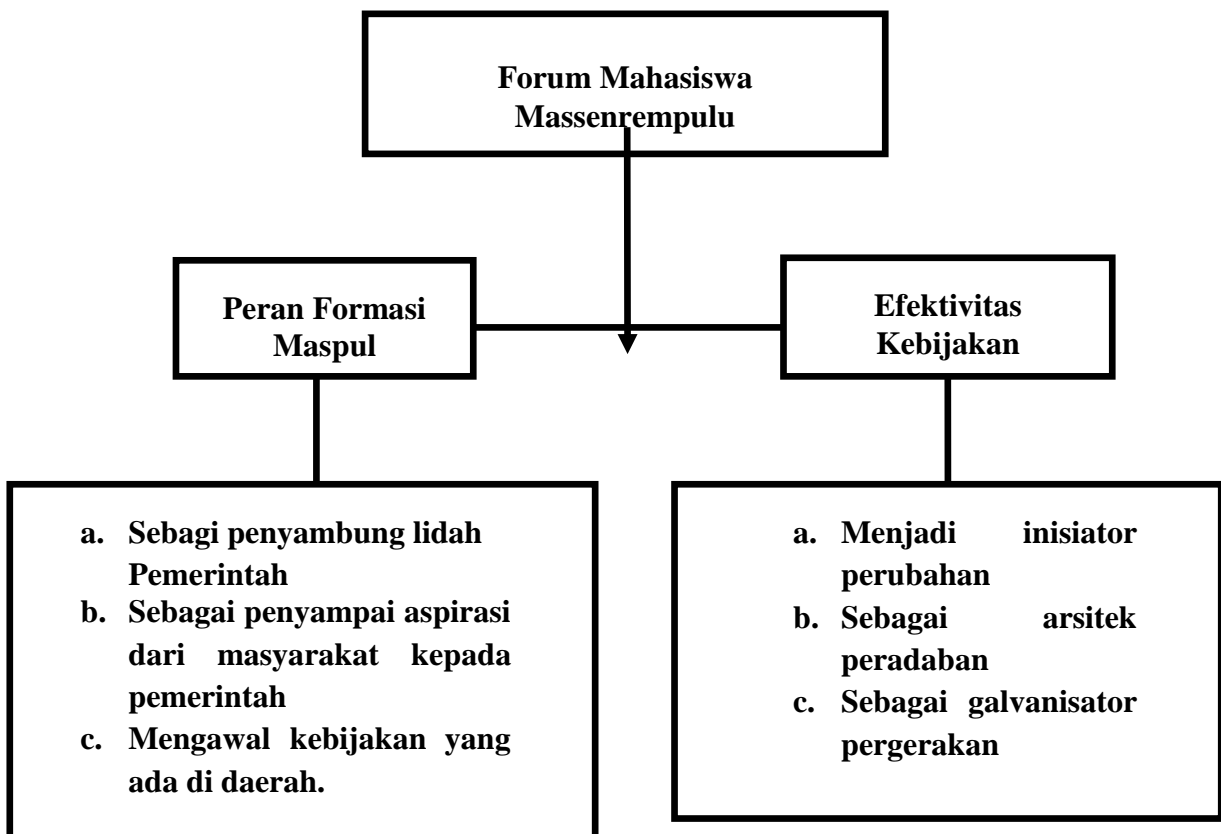 Forum Mahasiswa
Massenrempulu
Peran Formasi
Maspul
Efektivitas
Kebijakan
a. Sebagi penyambung lidah
Pemerintah
b. Sebagai penyampai aspirasi
dari masyarakat kepada
pemerintah
c. Mengawal kebijakan yang
ada di daerah.
a. Menjadi inisiator
perubahan
b. Sebagai arsitek
peradaban
c. Sebagai galvanisator
pergerakan